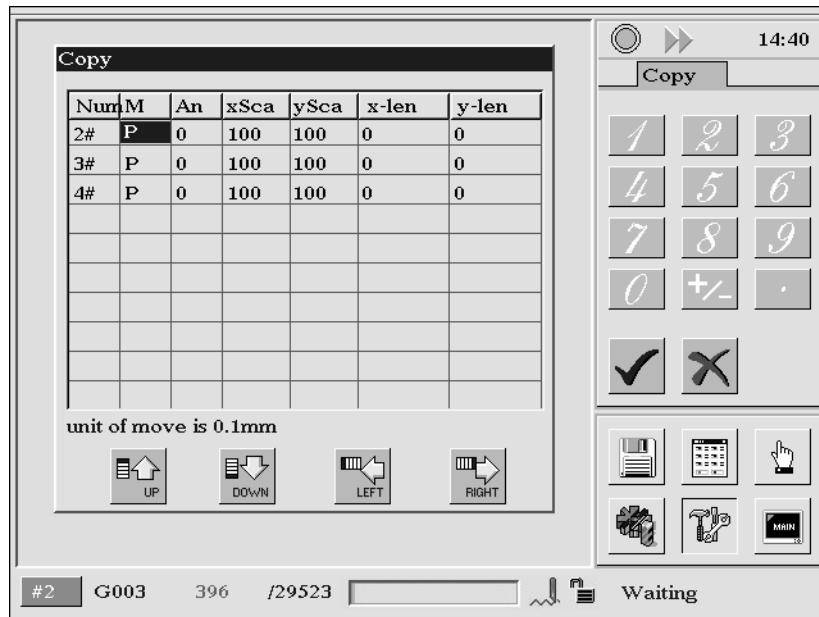 14:40
Copy
Copy
Num M An xSca ySca x-len y-len
2# P 0 100 100 0 0
3# P 0 100 100 0 0
4# P 0 100 100 0 0
unit of move is 0.1mm
UP DOWN LEFT RIGHT
1 2 3
4 5 6
7 8 9
0 +/- .
MAIN
#2 G003 396 /29523 Waiting